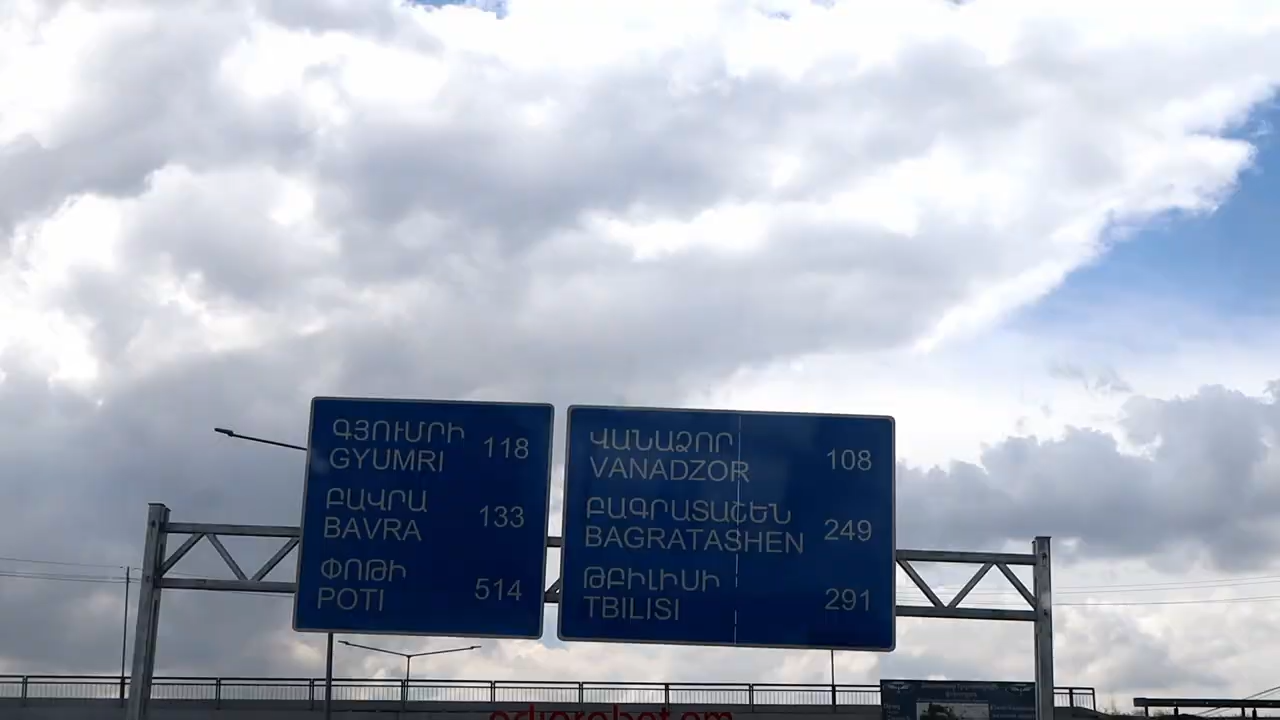 ԳՅՈՒՄՐԻ 118
GYUMRI
ԲԱՎՐԱ 133
BAVRA
ՓՈԹԻ 514
POTI
ՎԱՆԱՁՈՐ 108
VANADZOR
ԲԱԳՐԱՏԱՇԵՆ 249
BAGRATASHEN
ԹԲԻԼԻՍԻ 291
TBILISI